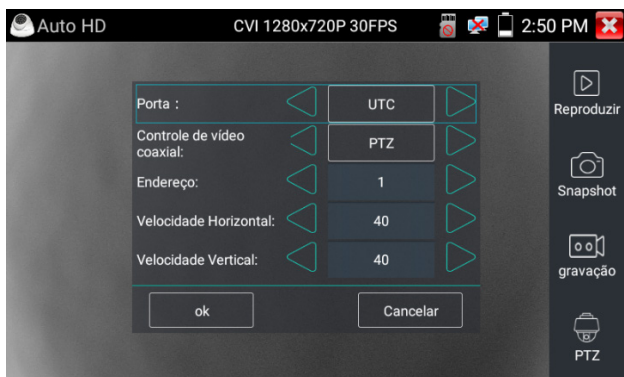 Auto HD
CVI 1280x720P 30FPS
2:50 PM
Porta :
UTC
Controle de vídeo
coaxial:
PTZ
Endereço:
1
Velocidade Horizontal:
40
Velocidade Vertical:
40
ok
Cancelar
Reproduzir
Snapshot
gravação
PTZ